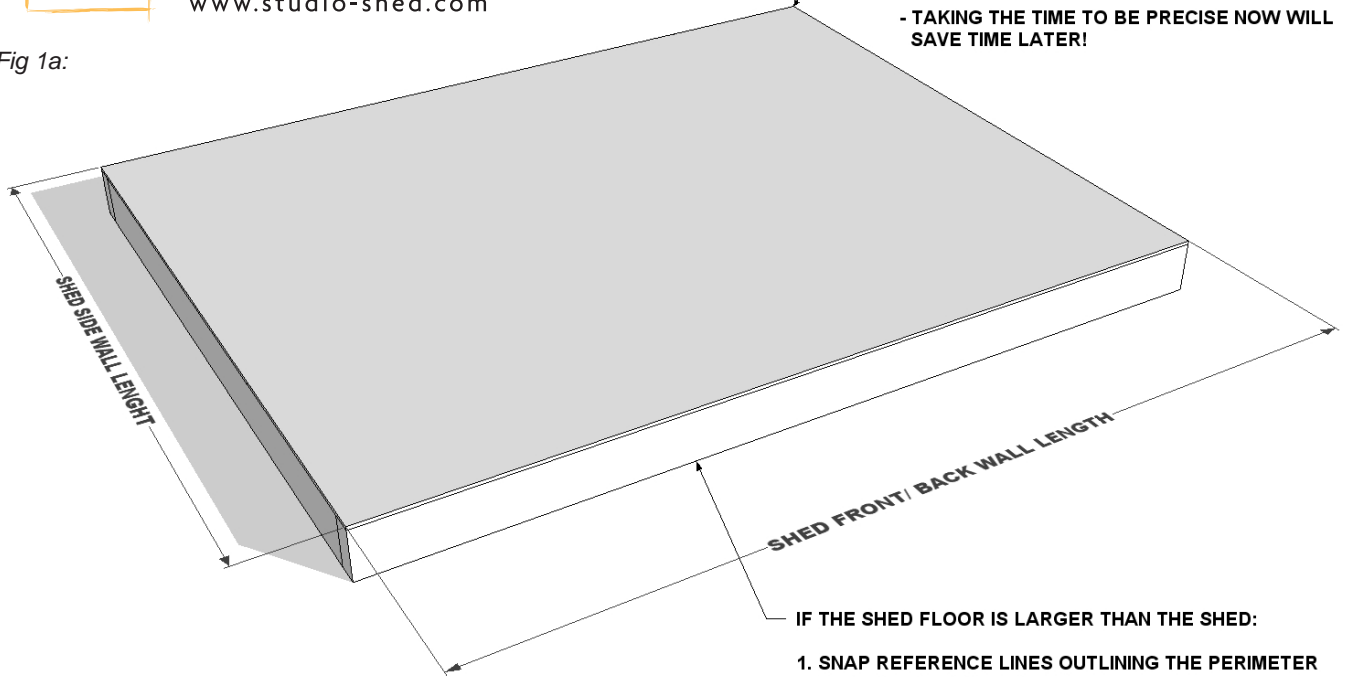 www.studio-shed.com
- TAKING THE TIME TO BE PRECISE NOW WILL
SAVE TIME LATER!
Fig 1a:
SHED SIDE WALL LENGHT
SHED FRONT/ BACK WALL LENGTH
IF THE SHED FLOOR IS LARGER THAN THE SHED:
1. SNAP REFERENCE LINES OUTLINING THE PERIMETER